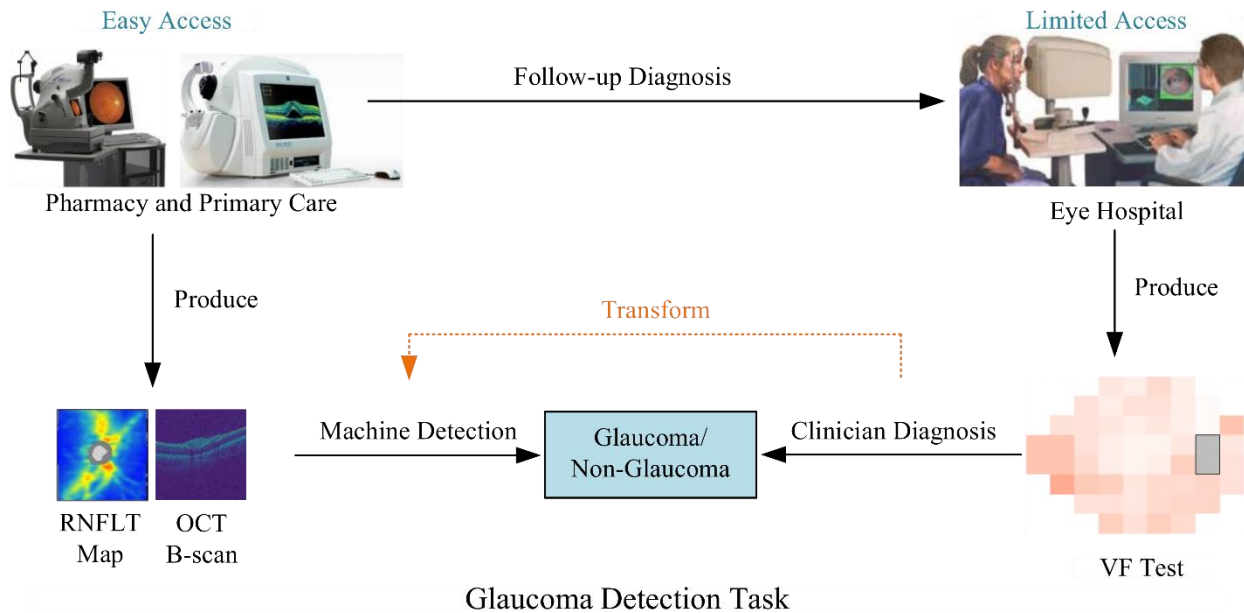 Easy Access
Limited Access
Follow-up Diagnosis
Pharmacy and Primary Care
Eye Hospital
Produce
Produce
Transform
Machine Detection
Glaucoma/
Non-Glaucoma
Clinician Diagnosis
RNFLT
Map
OCT
B-scan
VF Test
Glaucoma Detection Task